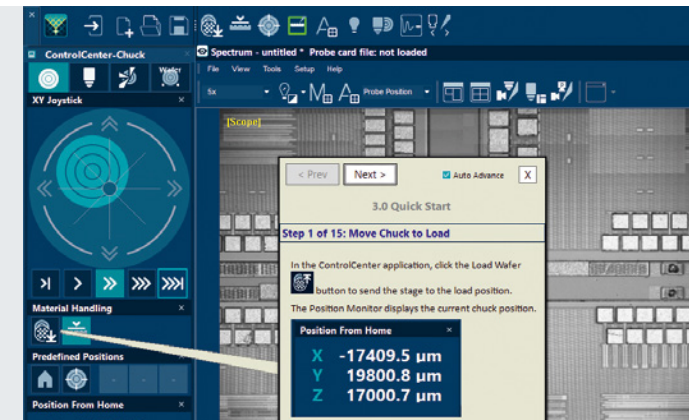 ControlCenter-Chuck
Wafer
XY Joystick
Material Handling
Predefined Positions
Position From Home
Spectrum - untitled * Probe card file: not loaded
File View Tools Setup Help
5x
Probe Position
[Scope]
< Prev Next > Auto Advance X
3.0 Quick Start
Step 1 of 15: Move Chuck to Load
In the ControlCenter application, click the Load Wafer
button to send the stage to the load position.
The Position Monitor displays the current chuck position.
Position From Home ×
X -17409.5 µm
Y 19800.8 µm
Z 17000.7 µm